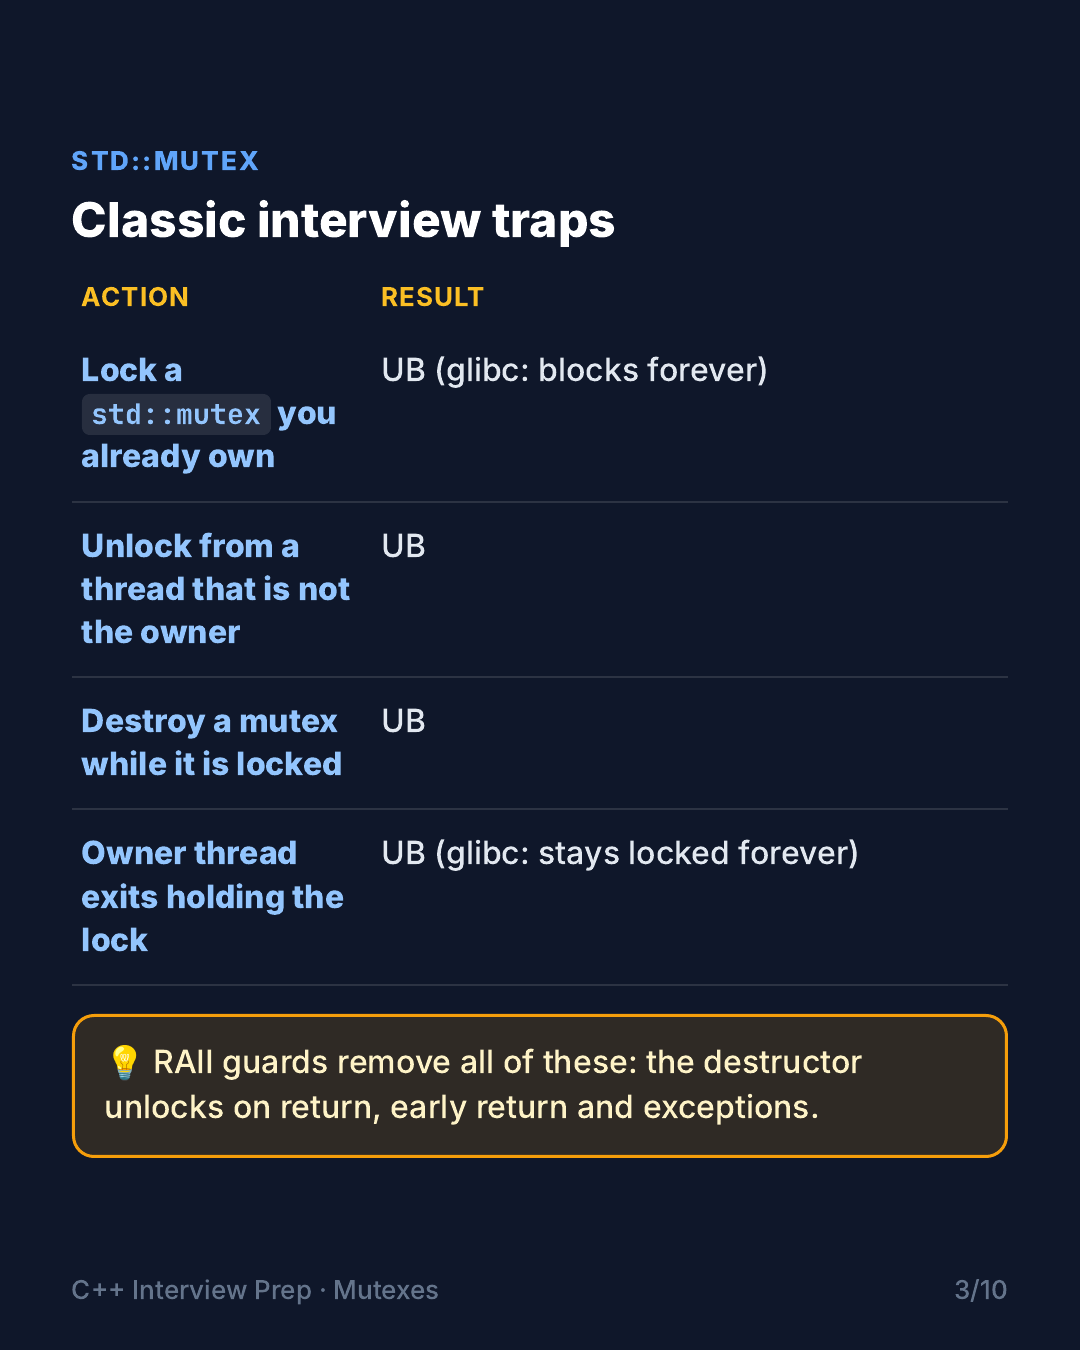 STD::MUTEX
Classic interview traps
ACTION RESULT
Lock a UB (glibc: blocks forever)
std::mutex you
already own
Unlock from a UB
thread that is not
the owner
Destroy a mutex UB
while it is locked
Owner thread UB (glibc: stays locked forever)
exits holding the
lock
💡 RAII guards remove all of these: the destructor
unlocks on return, early return and exceptions.
C++ Interview Prep · Mutexes 3/10